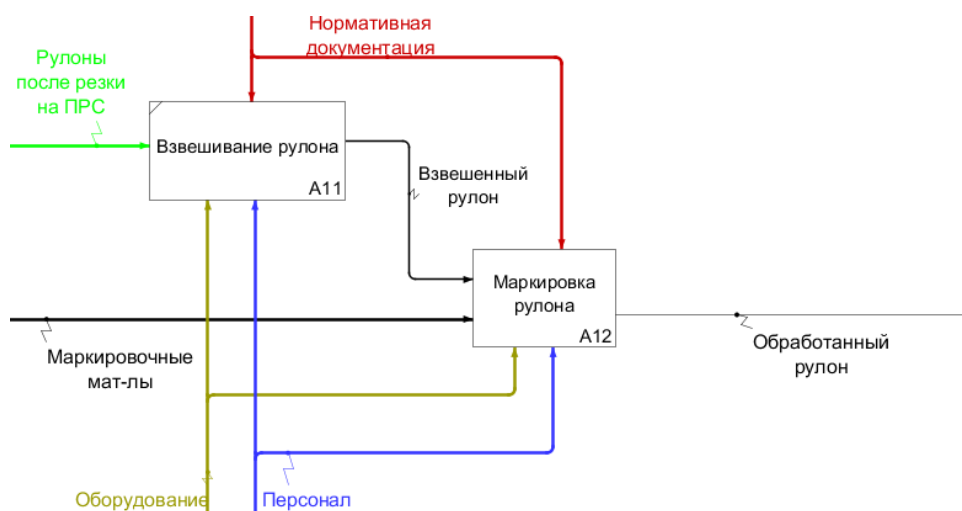 Нормативная
документация
Рулоны
после резки
на ПРС
Взвешивание рулона
A11
Взвешенный
рулон
Маркировка
рулона
A12
Маркировочные
мат-лы
Обработанный
рулон
Оборудование
Персонал